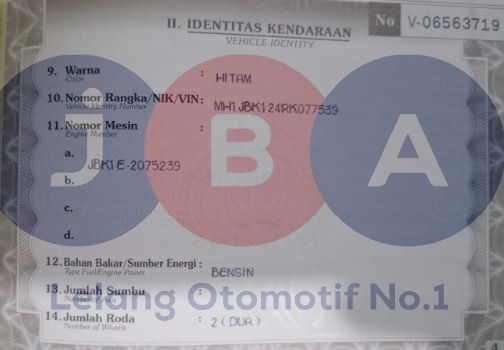 II. IDENTITAS KENDARAAN
VEHICLE IDENTITY
No V-06563719
9. Warna : HITAM
Color
10. Nomor Rangka/NIK/VIN : MH1JBK124RK077539
Vehicle Identity Number
11. Nomor Mesin :
Engine Number
a. JBK1E-2075239
b.
c.
d.
12. Bahan Bakar/Sumber Energi : BENSIN
Type Fuel/Engine Power
13. Jumlah Sumbu :
Number of Axle
14. Jumlah Roda : 2 ( DUA )
Number of Wheels
jBA
Lelang Otomotif No.1
4